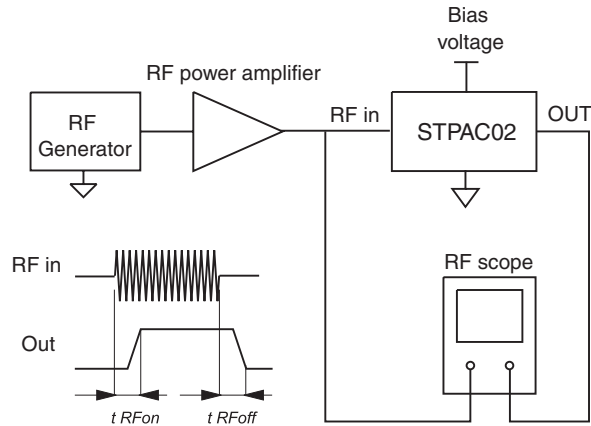 Bias
voltage
RF power amplifier
RF
Generator
RF in
STPAC02
OUT
RF in
Out
t RFon
t RFoff
RF scope